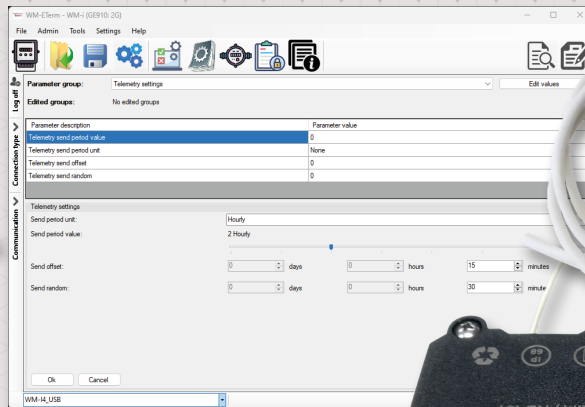 WM-ETerm - WM-i (GE910: 2G)
File Admin Tools Settings Help
Log off
Parameter group: Telemetry settings Edit values
Edited groups: No edited groups
Connection type
Parameter description Parameter value
Telemetry send period value 0
Telemetry send period unit None
Telemetry send offset 0
Telemetry send random 0
Communication
Telemetry settings
Send period unit: Hourly
Send period value: 2 Hourly
Send offset: 0 days 0 hours 15 minutes
Send random: 0 days 0 hours 30 minute
Ok Cancel
WM-I4_USB
IP